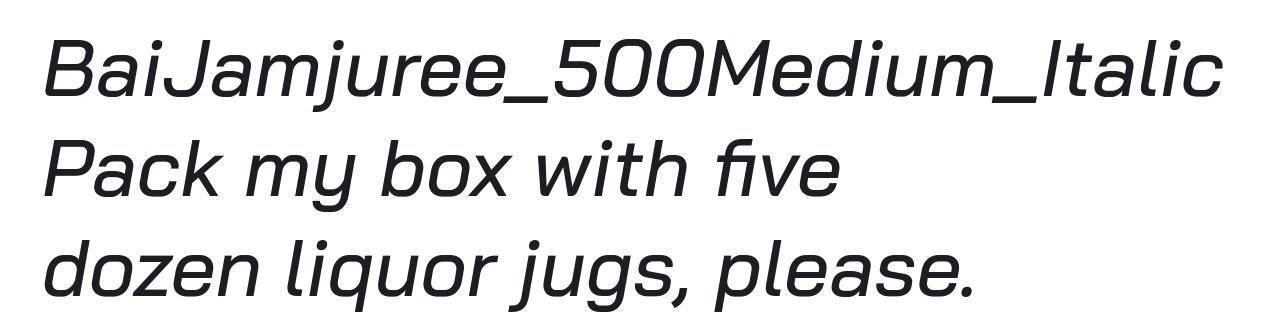 BaiJamjuree_500Medium_Italic
Pack my box with five
dozen liquor jugs, please.